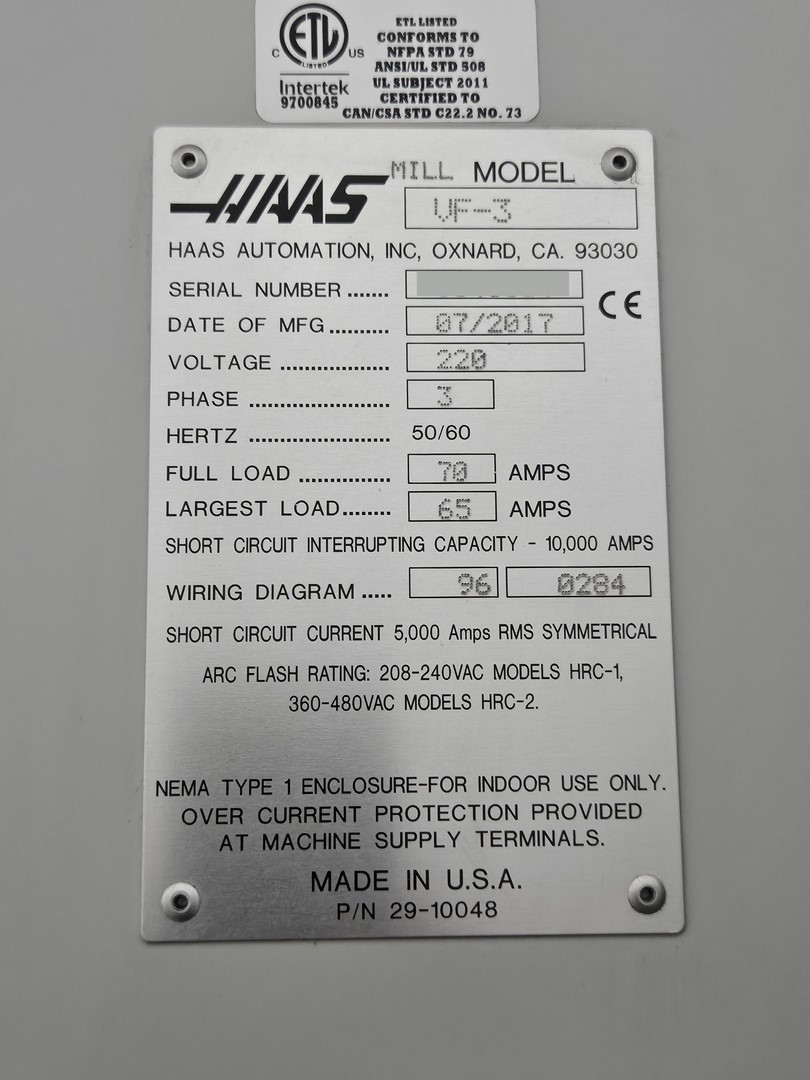 ETL LISTED
CONFORMS TO
NFPA STD 79
ANSI/UL STD 508
UL SUBJECT 2011
CERTIFIED TO
CAN/CSA STD C22.2 NO. 73
C ETL US
LISTED
Intertek
9700845
HAAS MILL MODEL
VF-3
HAAS AUTOMATION, INC, OXNARD, CA. 93030
SERIAL NUMBER .......
CE
DATE OF MFG.......... 07/2017
VOLTAGE .................. 220
PHASE ....................... 3
HERTZ ....................... 50/60
FULL LOAD ............... 70 AMPS
LARGEST LOAD........ 65 AMPS
SHORT CIRCUIT INTERRUPTING CAPACITY - 10,000 AMPS
WIRING DIAGRAM ..... 96 0284
SHORT CIRCUIT CURRENT 5,000 Amps RMS SYMMETRICAL
ARC FLASH RATING: 208-240VAC MODELS HRC-1,
360-480VAC MODELS HRC-2.
NEMA TYPE 1 ENCLOSURE-FOR INDOOR USE ONLY.
OVER CURRENT PROTECTION PROVIDED
AT MACHINE SUPPLY TERMINALS.
MADE IN U.S.A.
P/N 29-10048